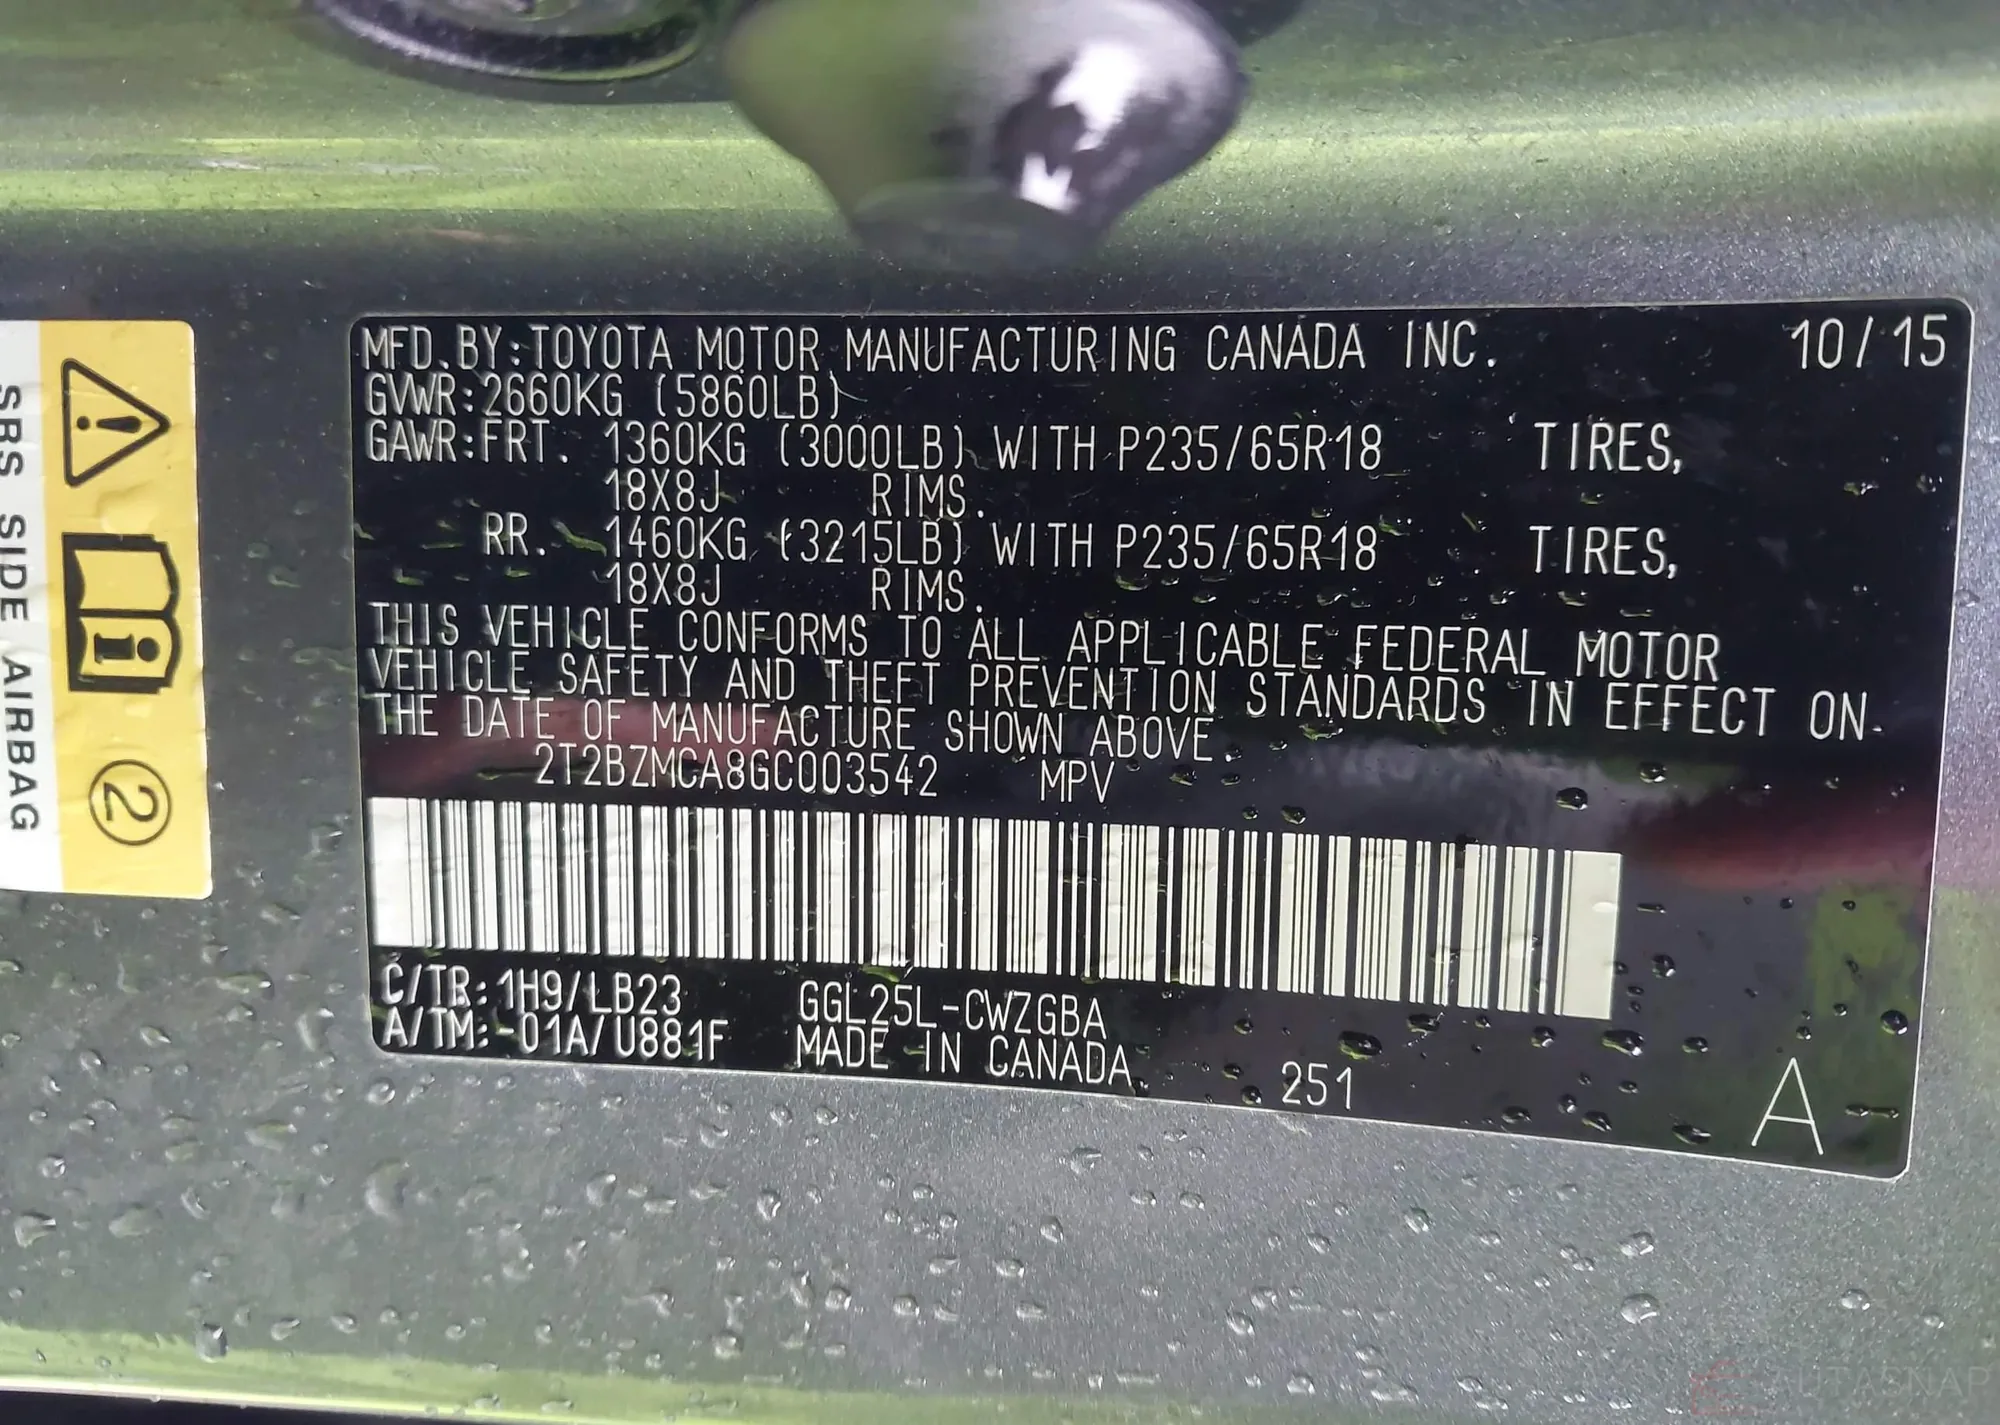 MFD.BY:TOYOTA MOTOR MANUFACTURING CANADA INC. 10/15
GVWR:2660KG (5860LB)
GAWR:FRT. 1360KG (3000LB) WITH P235/65R18 TIRES,
18X8J RIMS.
RR. 1460KG (3215LB) WITH P235/65R18 TIRES,
18X8J RIMS.
THIS VEHICLE CONFORMS TO ALL APPLICABLE FEDERAL MOTOR
VEHICLE SAFETY AND THEFT PREVENTION STANDARDS IN EFFECT ON
THE DATE OF MANUFACTURE SHOWN ABOVE.
2T2BZMCA8GC003542 MPV
C/TR:1H9/LB23 GGL25L-CWZGBA
A/TM:-01A/U881F MADE IN CANADA 251
A
SRS SIDE AIRBAG
2
AUTASNAP